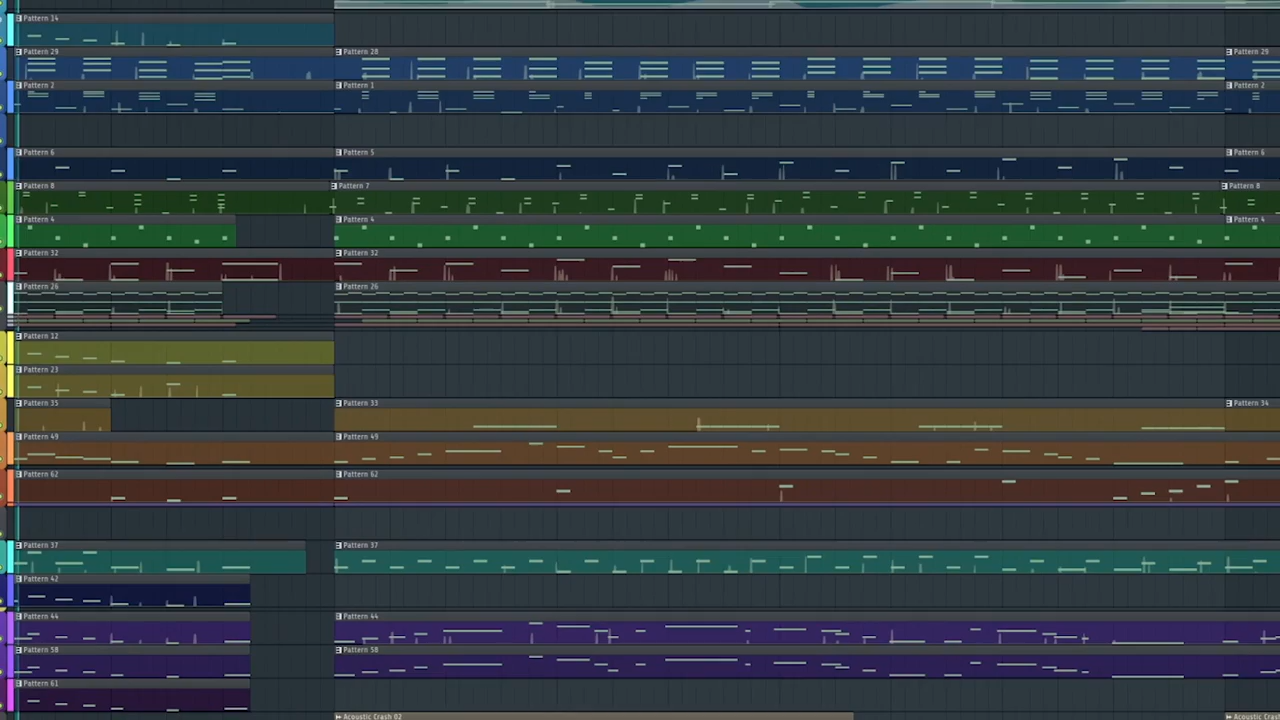 Pattern 14
Pattern 29 Pattern 28 Pattern 29
Pattern 2 Pattern 1 Pattern 2
Pattern 6 Pattern 5 Pattern 6
Pattern 8 Pattern 7 Pattern 8
Pattern 4 Pattern 4 Pattern 4
Pattern 32 Pattern 32
Pattern 26 Pattern 26
Pattern 12
Pattern 23
Pattern 35 Pattern 33 Pattern 34
Pattern 49 Pattern 49
Pattern 62 Pattern 62
Pattern 37 Pattern 37
Pattern 42
Pattern 44 Pattern 44
Pattern 58 Pattern 58
Pattern 61
Acoustic Crash 02 Acoustic Cras